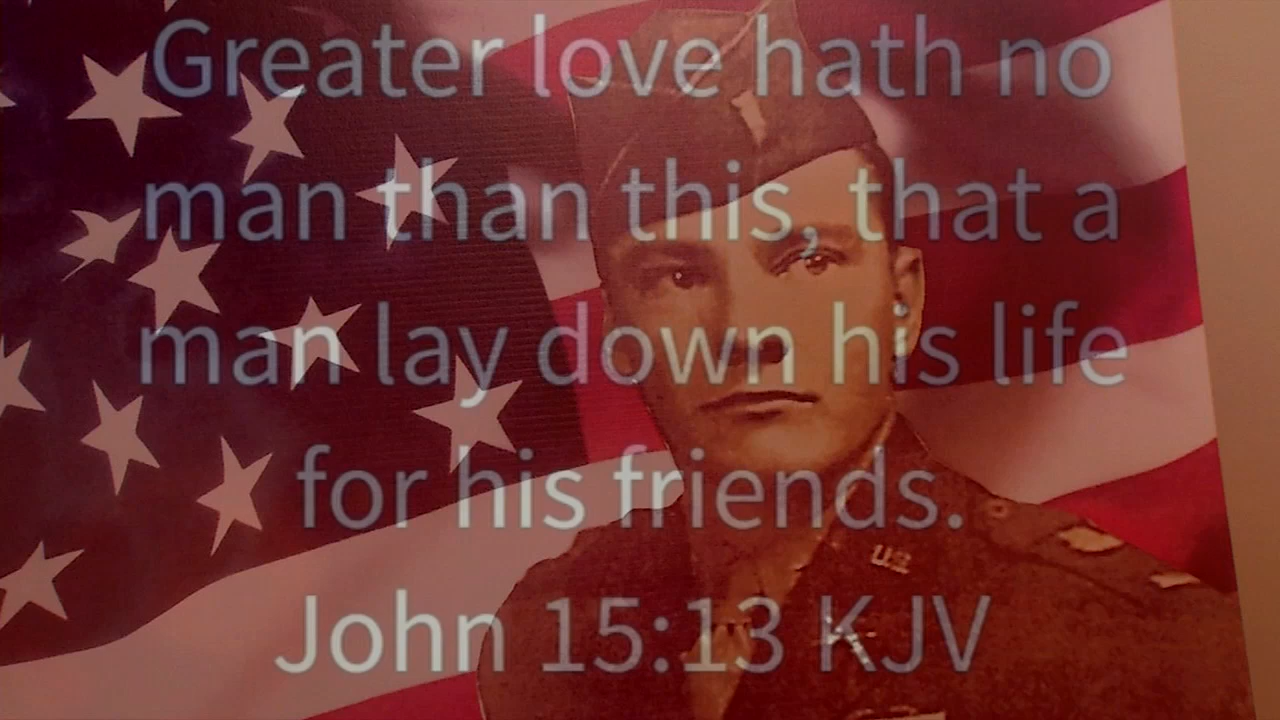 Greater love hath no
man than this, that a
man lay down his life
for his friends.
John 15:13 KJV
U.S